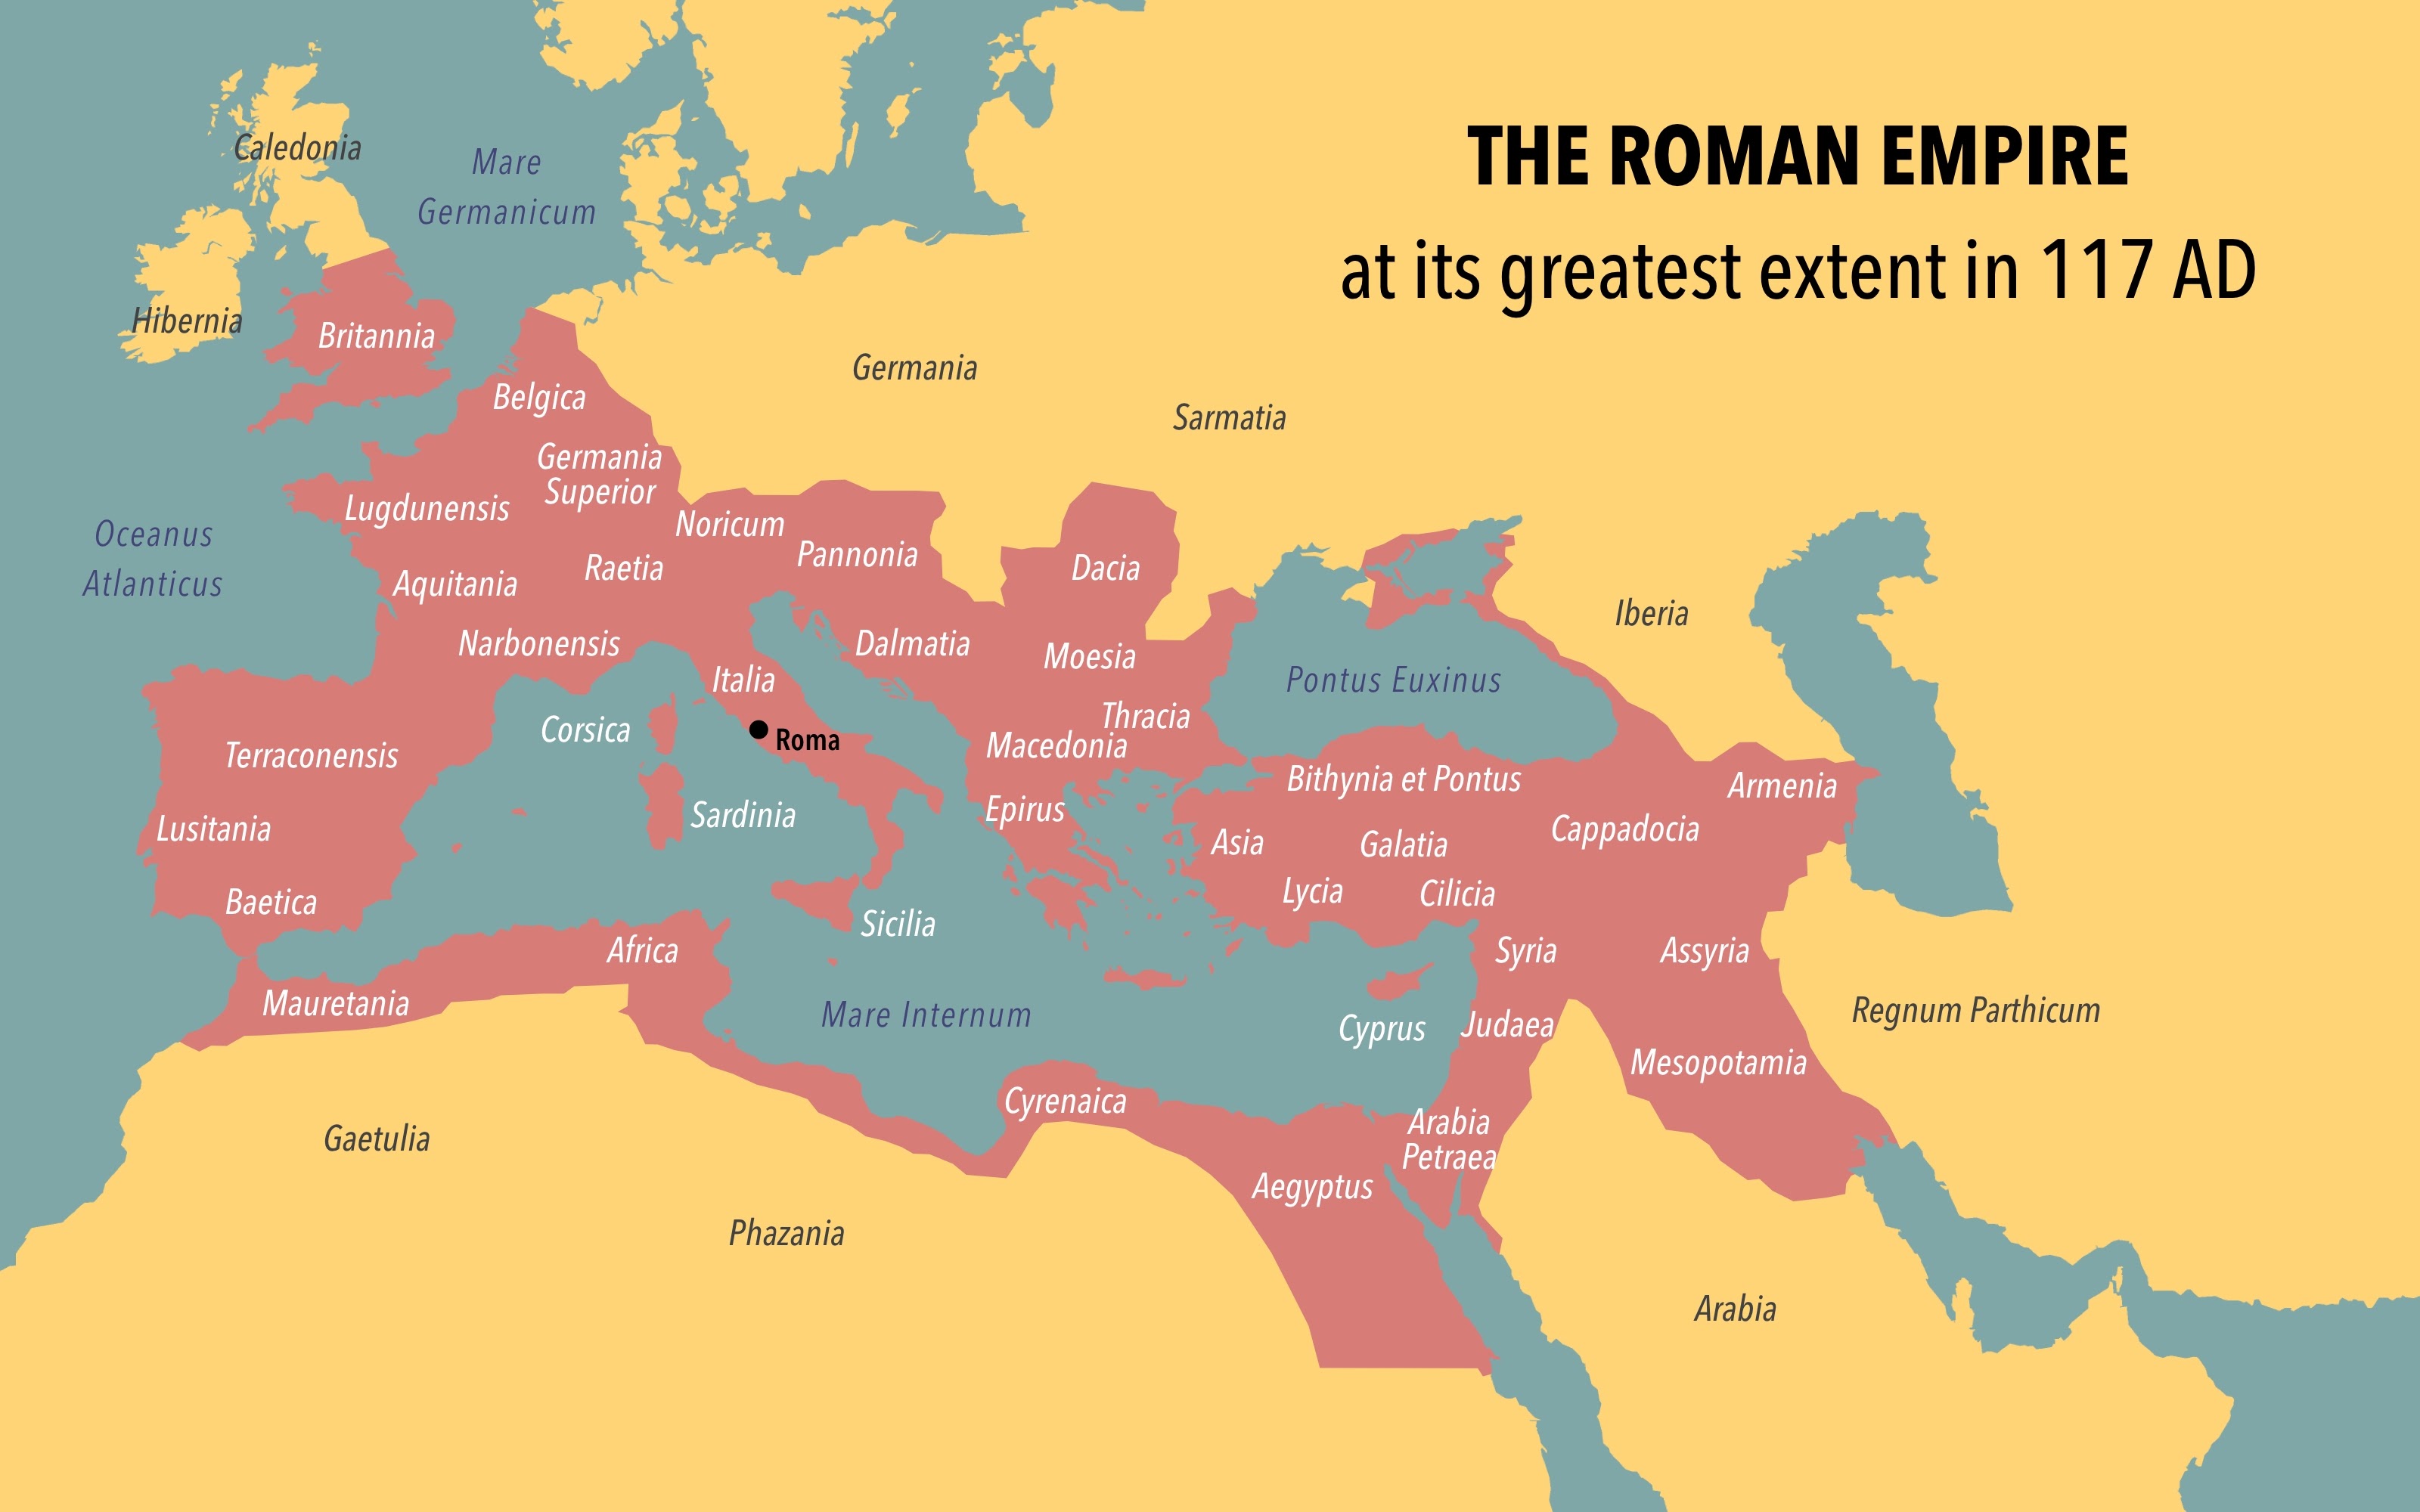 THE ROMAN EMPIRE
at its greatest extent in 117 AD
Caledonia
Mare
Germanicum
Hibernia
Britannia
Germania
Belgica
Sarmatia
Germania
Superior
Lugdunensis
Noricum
Oceanus
Atlanticus
Pannonia
Raetia
Dacia
Aquitania
Iberia
Narbonensis
Dalmatia
Moesia
Italia
Pontus Euxinus
Thracia
Corsica
Roma
Macedonia
Terraconensis
Bithynia et Pontus
Armenia
Epirus
Sardinia
Lusitania
Cappadocia
Asia
Galatia
Lycia
Cilicia
Baetica
Sicilia
Africa
Syria
Assyria
Mauretania
Mare Internum
Cyprus
Judaea
Regnum Parthicum
Mesopotamia
Cyrenaica
Arabia
Petraea
Gaetulia
Aegyptus
Phazania
Arabia